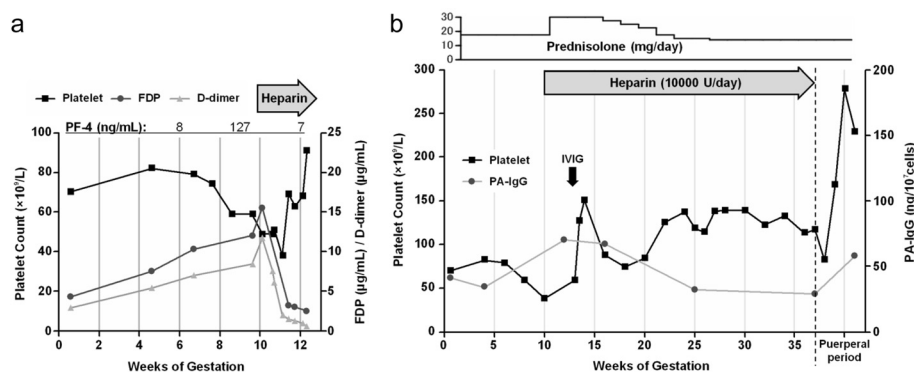 a
Heparin
Platelet FDP D-dimer
PF-4 (ng/mL): 8 127 7
100
80
60
40
20
0
Platelet Count (×10⁹/L)
25
20
15
10
5
0
FDP (µg/mL) / D-dimer (µg/mL)
0 2 4 6 8 10 12
Weeks of Gestation
b
30
20
10
0
Prednisolone (mg/day)
Heparin (10000 U/day)
IVIG
Platelet
PA-IgG
300
250
200
150
100
50
0
Platelet Count (×10⁹/L)
200
150
100
50
0
PA-IgG (ng/10⁷cells)
0 5 10 15 20 25 30 35 40
Weeks of Gestation
Puerperal
period